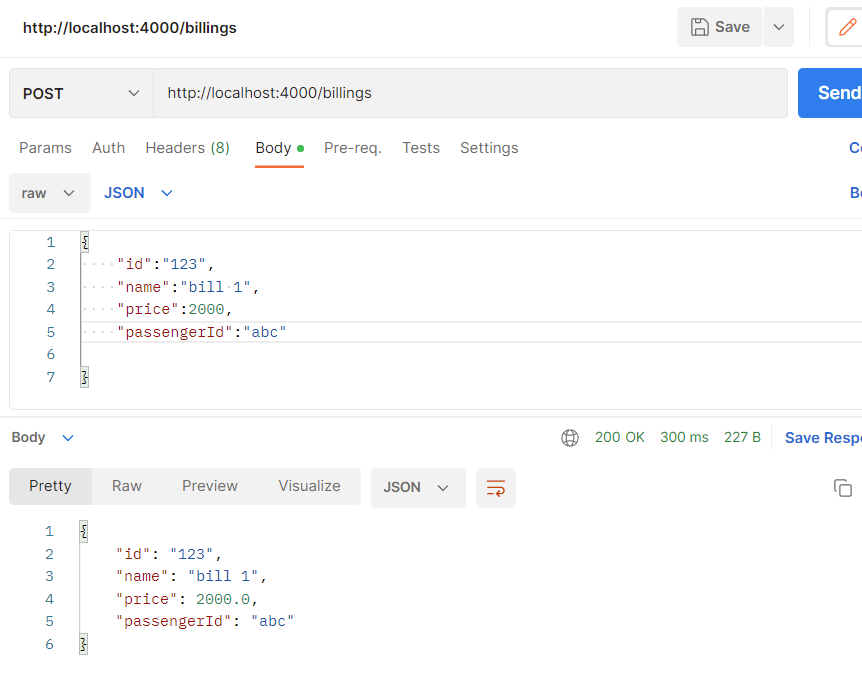 http://localhost:4000/billings Save
POST http://localhost:4000/billings Send
Params Auth Headers (8) Body Pre-req. Tests Settings
raw JSON
1 {
2 "id":"123",
3 "name":"bill 1",
4 "price":2000,
5 "passengerId":"abc"
6
7 }
Body 200 OK 300 ms 227 B Save Resp
Pretty Raw Preview Visualize JSON
1 {
2 "id": "123",
3 "name": "bill 1",
4 "price": 2000.0,
5 "passengerId": "abc"
6 }